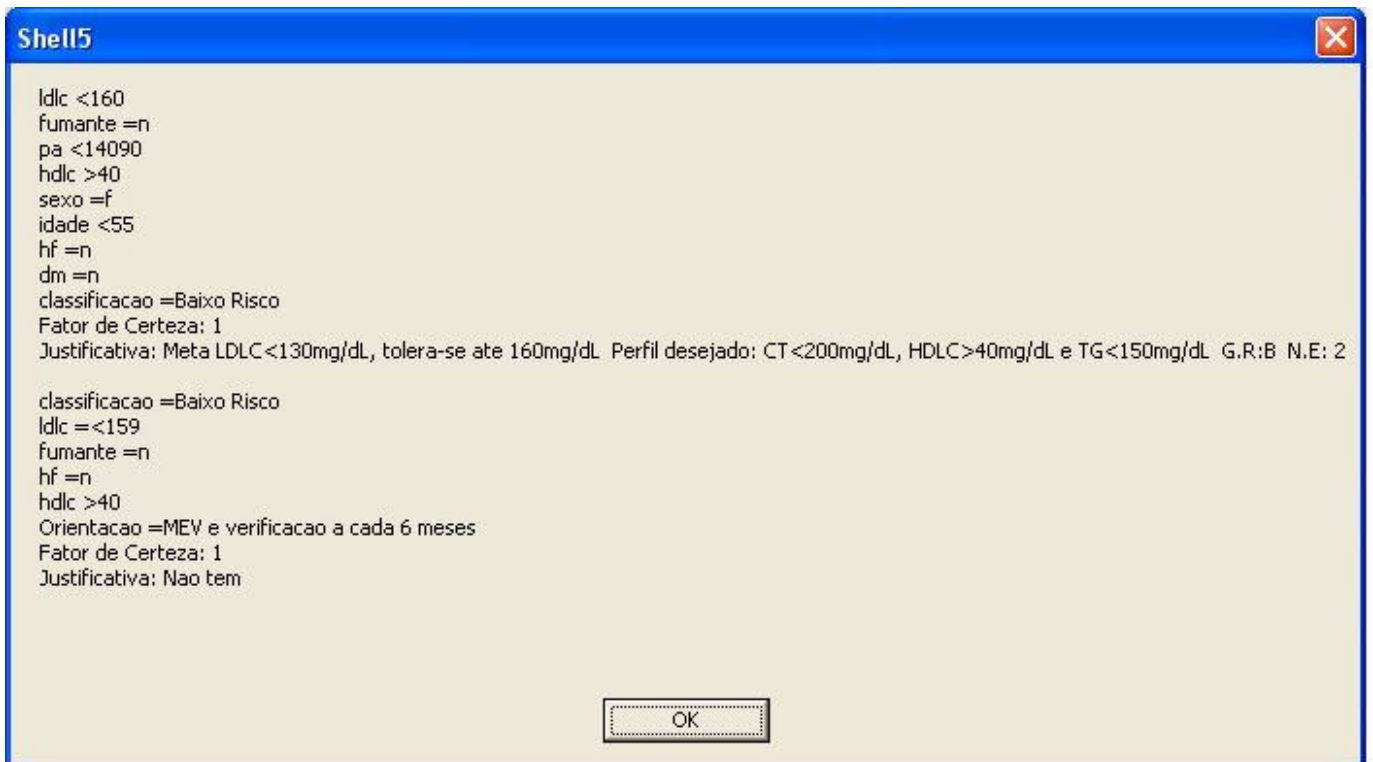 Shell5
ldlc <160
fumante =n
pa <14090
hdlc >40
sexo =f
idade <55
hf =n
dm =n
classificacao =Baixo Risco
Fator de Certeza: 1
Justificativa: Meta LDLC<130mg/dL, tolera-se ate 160mg/dL  Perfil desejado: CT<200mg/dL, HDLC>40mg/dL e TG<150mg/dL  G.R:B  N.E: 2
classificacao =Baixo Risco
ldlc =<159
fumante =n
hf =n
hdlc >40
Orientacao =MEV e verificacao a cada 6 meses
Fator de Certeza: 1
Justificativa: Nao tem
OK